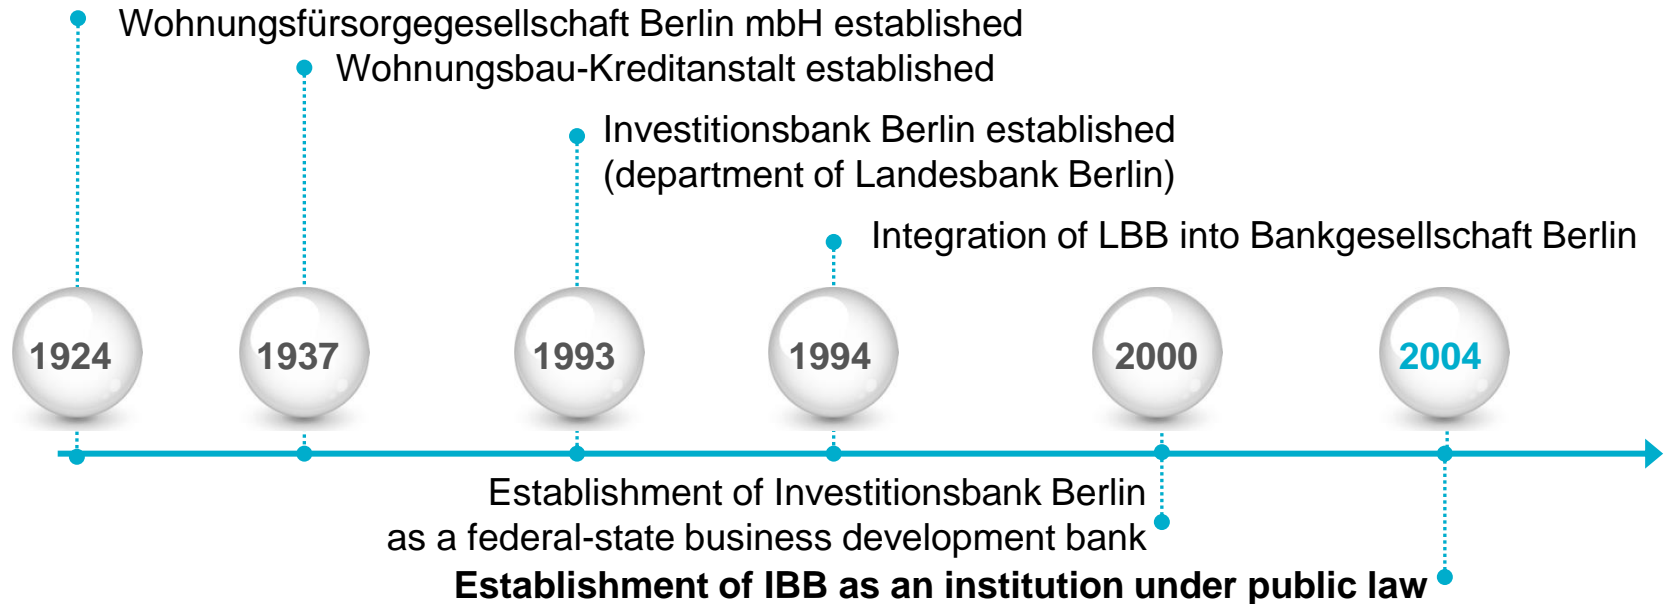 Wohnungsfürsorgegesellschaft Berlin mbH established
Wohnungsbau-Kreditanstalt established
Investitionsbank Berlin established
(department of Landesbank Berlin)
Integration of LBB into Bankgesellschaft Berlin
1924
1937
1993
1994
2000
2004
Establishment of Investitionsbank Berlin
as a federal-state business development bank
Establishment of IBB as an institution under public law